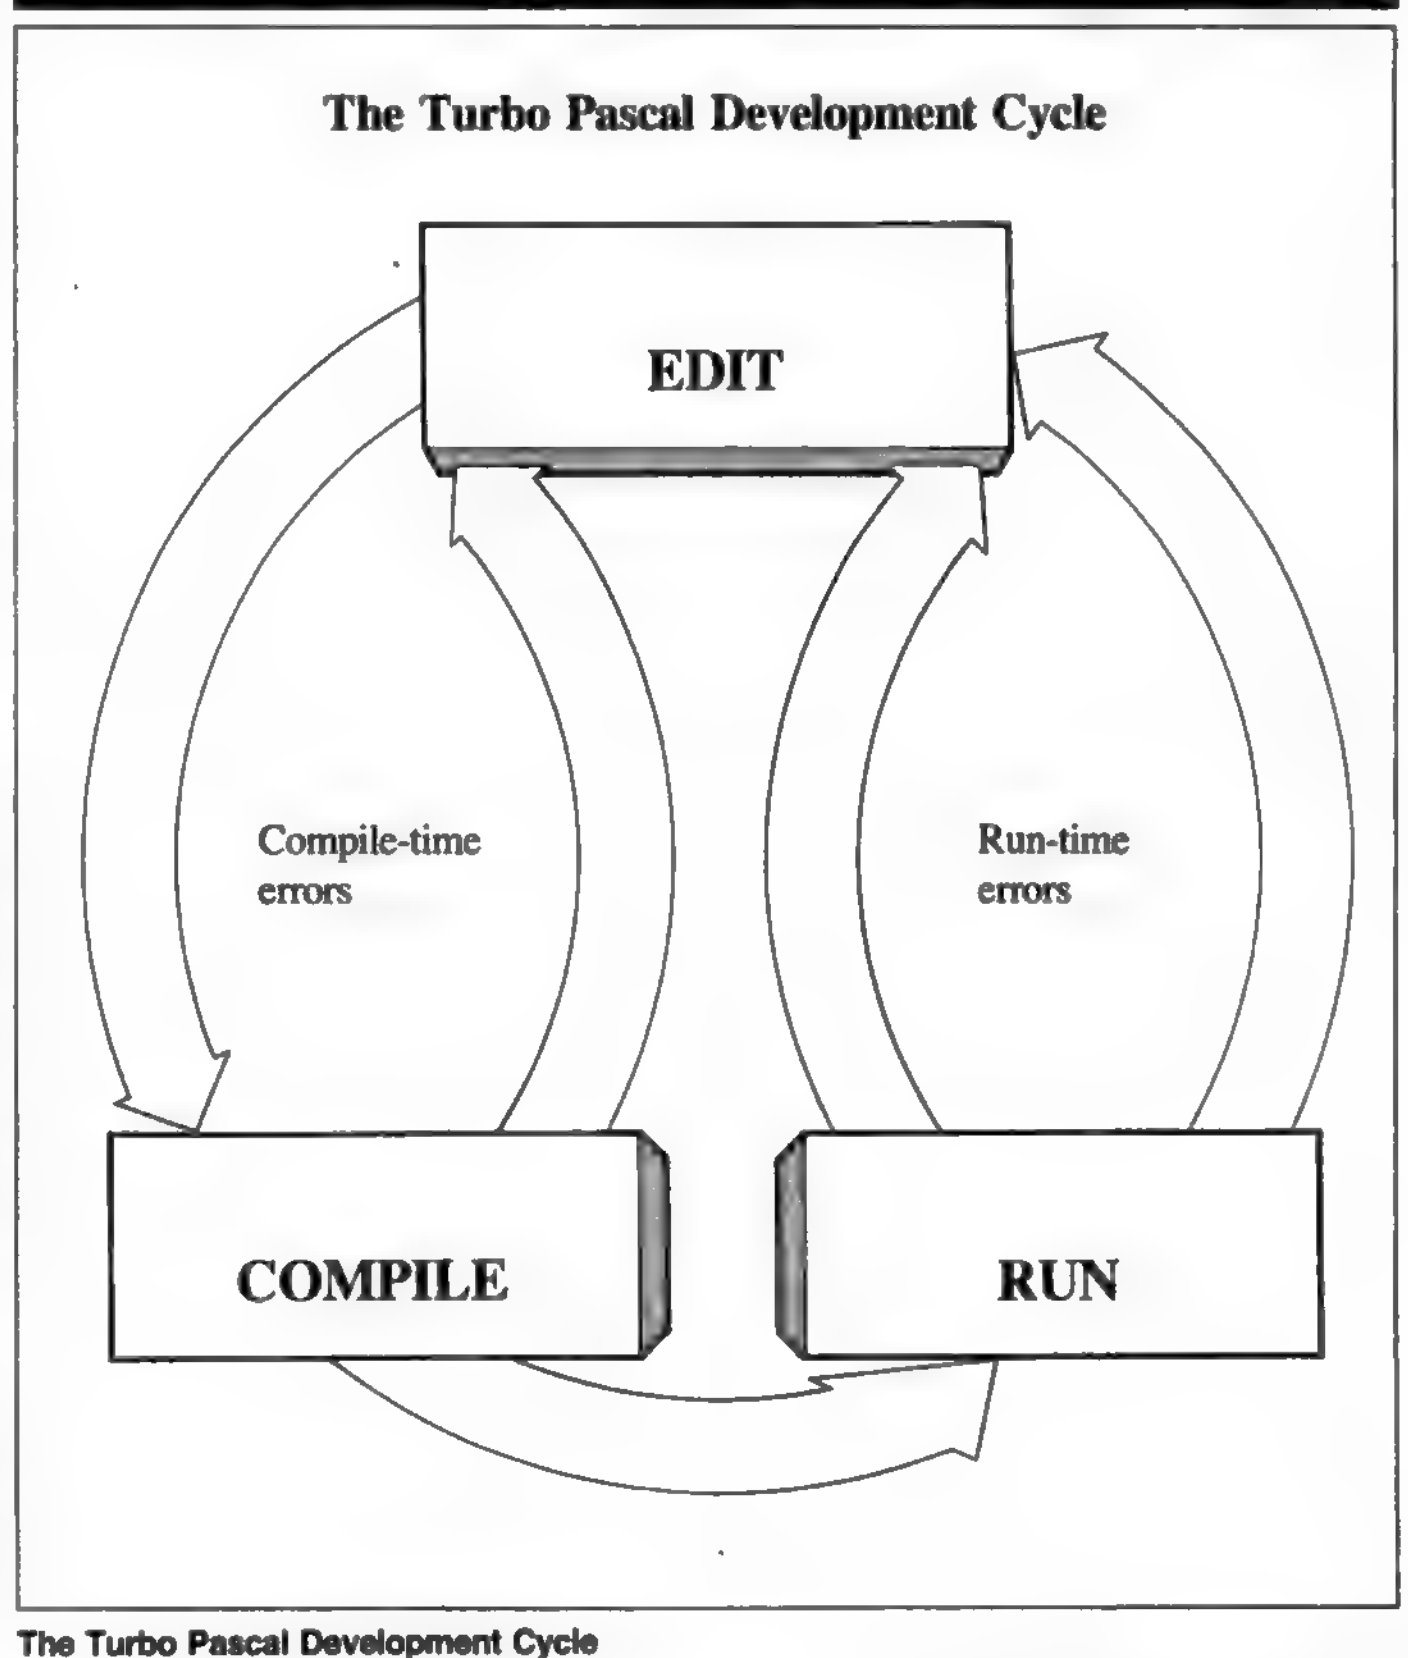 The Turbo Pascal Development Cycle
EDIT
Compile-time
errors
Run-time
errors
COMPILE
RUN
The Turbo Pascal Development Cycle